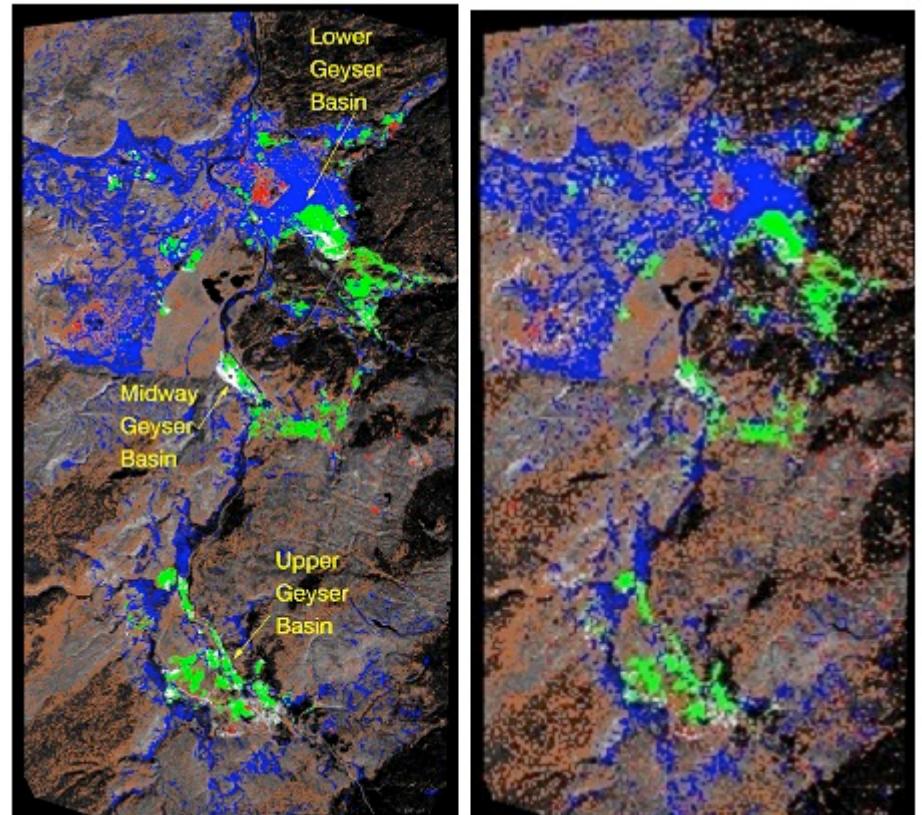 Lower
Geyser
Basin
Midway
Geyser
Basin
Upper
Geyser
Basin